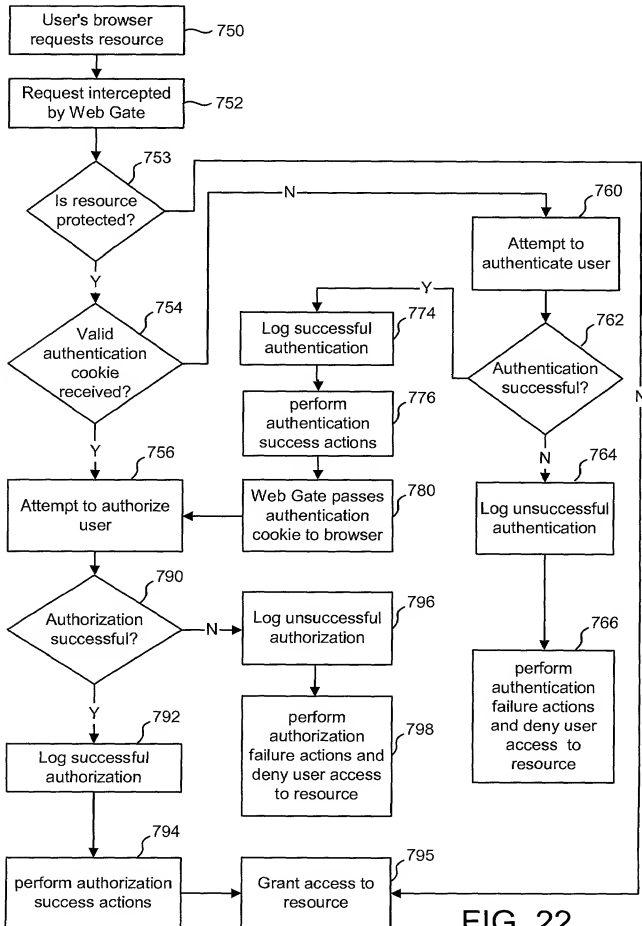 User's browser
requests resource
750
Request intercepted
by Web Gate
752
753
Is resource
protected?
N
760
Attempt to
authenticate user
Y
Y
754
Valid
authentication
cookie
received?
774
Log successful
authentication
762
Authentication
successful?
N
776
perform
authentication
success actions
Y
N
756
Attempt to authorize
user
780
Web Gate passes
authentication
cookie to browser
764
Log unsuccessful
authentication
790
Authorization
successful?
N
796
Log unsuccessful
authorization
766
perform
authentication
failure actions
and deny user
access to
resource
Y
792
Log successful
authorization
798
perform
authorization
failure actions and
deny user access
to resource
794
perform authorization
success actions
795
Grant access to
resource
FIG. 22